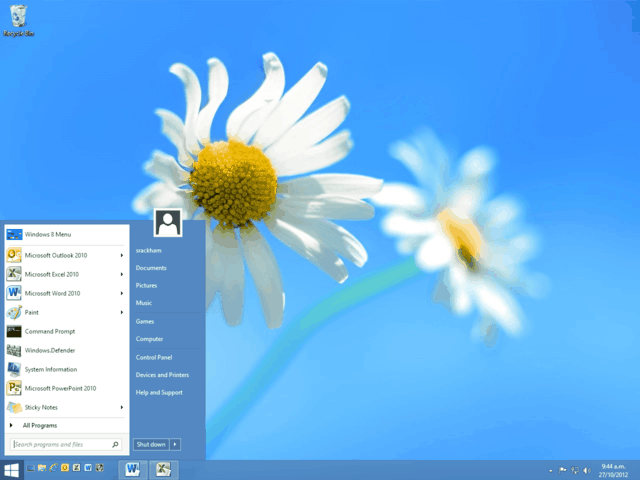 Recycle Bin
Windows 8 Menu
Microsoft Outlook 2010
Microsoft Excel 2010
Microsoft Word 2010
Paint
Command Prompt
Windows Defender
System Information
Microsoft PowerPoint 2010
Sticky Notes
All Programs
Search programs and files
srackham
Documents
Pictures
Music
Games
Computer
Control Panel
Devices and Printers
Help and Support
Shut down
9:44 a.m.
27/10/2012